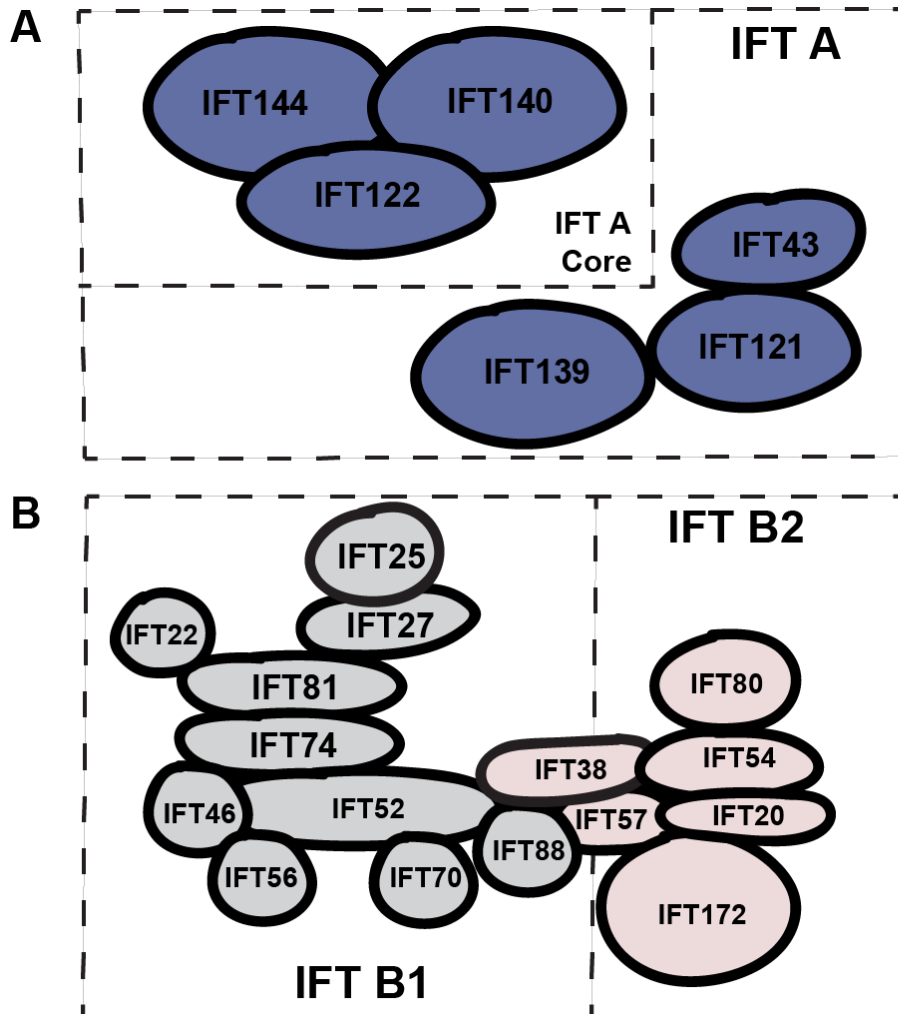 A
IFT A
IFT144
IFT140
IFT122
IFT A
Core
IFT43
IFT121
IFT139
B
IFT B2
IFT25
IFT27
IFT22
IFT81
IFT80
IFT74
IFT38
IFT54
IFT46
IFT52
IFT57
IFT20
IFT88
IFT56
IFT70
IFT172
IFT B1